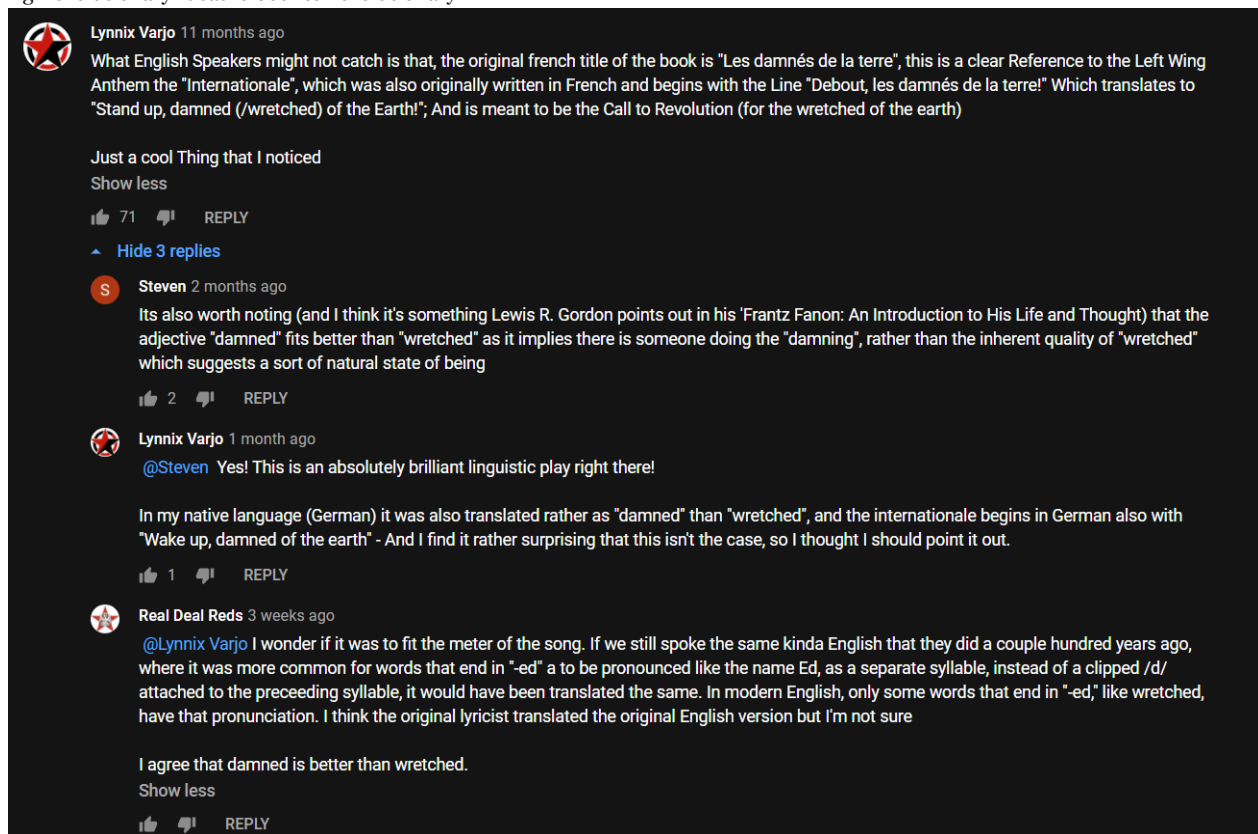 Lynnix Varjo 11 months ago
What English Speakers might not catch is that, the original french title of the book is "Les damnés de la terre", this is a clear Reference to the Left Wing
Anthem the "Internationale", which was also originally written in French and begins with the Line "Debout, les damnés de la terre!" Which translates to
"Stand up, damned (/wretched) of the Earth!"; And is meant to be the Call to Revolution (for the wretched of the earth)
Just a cool Thing that I noticed
Show less
71 REPLY
Hide 3 replies
S
Steven 2 months ago
Its also worth noting (and I think it's something Lewis R. Gordon points out in his 'Frantz Fanon: An Introduction to His Life and Thought) that the
adjective "damned" fits better than "wretched" as it implies there is someone doing the "damning", rather than the inherent quality of "wretched"
which suggests a sort of natural state of being
2 REPLY
Lynnix Varjo 1 month ago
@Steven Yes! This is an absolutely brilliant linguistic play right there!
In my native language (German) it was also translated rather as "damned" than "wretched", and the internationale begins in German also with
"Wake up, damned of the earth" - And I find it rather surprising that this isn't the case, so I thought I should point it out.
1 REPLY
Real Deal Reds 3 weeks ago
@Lynnix Varjo I wonder if it was to fit the meter of the song. If we still spoke the same kinda English that they did a couple hundred years ago,
where it was more common for words that end in "-ed" a to be pronounced like the name Ed, as a separate syllable, instead of a clipped /d/
attached to the preceeding syllable, it would have been translated the same. In modern English, only some words that end in "-ed," like wretched,
have that pronunciation. I think the original lyricist translated the original English version but I'm not sure
I agree that damned is better than wretched.
Show less
REPLY